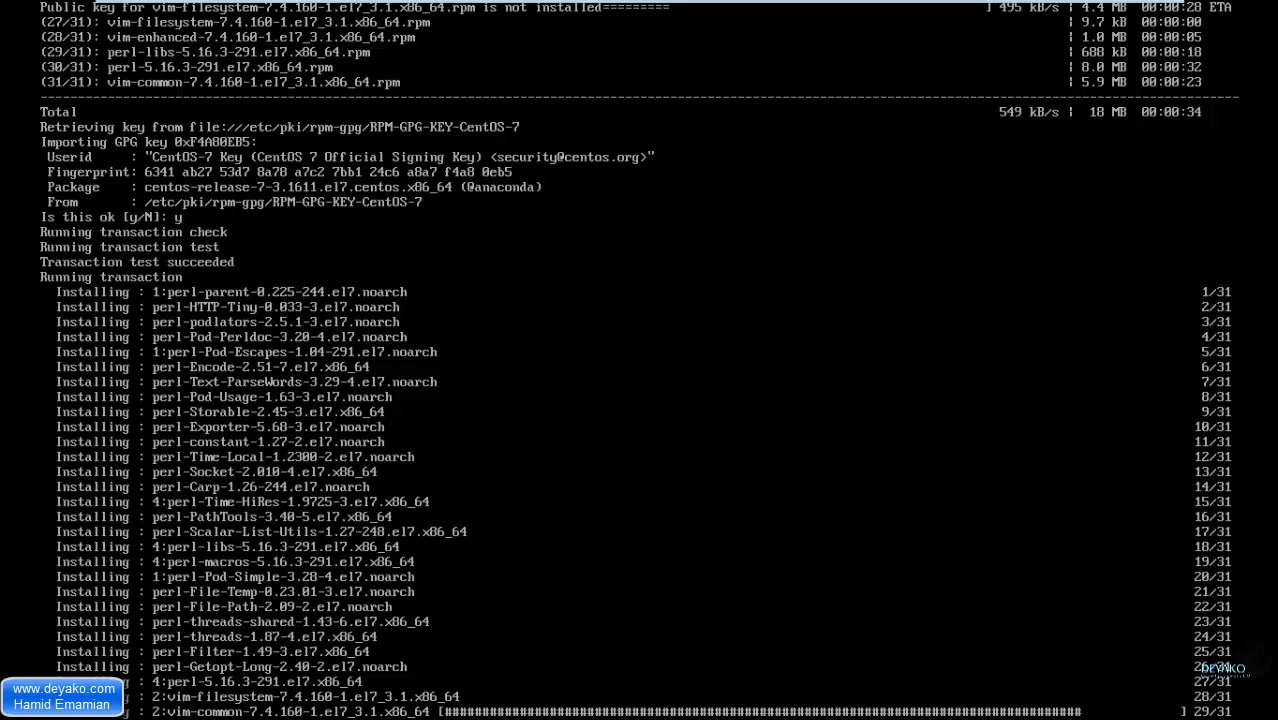 Public key for vim-filesystem-7.4.160-1.el7_3.1.x86_64.rpm is not installed========= ] 495 kB/s | 4.4 MB 00:00:28 ETA
(27/31): vim-filesystem-7.4.160-1.el7_3.1.x86_64.rpm | 9.7 kB 00:00:00
(28/31): vim-enhanced-7.4.160-1.el7_3.1.x86_64.rpm | 1.0 MB 00:00:05
(29/31): perl-libs-5.16.3-291.el7.x86_64.rpm | 688 kB 00:00:18
(30/31): perl-5.16.3-291.el7.x86_64.rpm | 8.0 MB 00:00:32
(31/31): vim-common-7.4.160-1.el7_3.1.x86_64.rpm | 5.9 MB 00:00:23
--------------------------------------------------------------------------------
Total 549 kB/s | 18 MB 00:00:34
Retrieving key from file:///etc/pki/rpm-gpg/RPM-GPG-KEY-CentOS-7
Importing GPG key 0xF4A80EB5:
Userid : "CentOS-7 Key (CentOS 7 Official Signing Key) <security@centos.org>"
Fingerprint: 6341 ab27 53d7 8a78 a7c2 7bb1 24c6 a8a7 f4a8 0eb5
Package : centos-release-7-3.1611.el7.centos.x86_64 (@anaconda)
From : /etc/pki/rpm-gpg/RPM-GPG-KEY-CentOS-7
Is this ok [y/N]: y
Running transaction check
Running transaction test
Transaction test succeeded
Running transaction
Installing : 1:perl-parent-0.225-244.el7.noarch 1/31
Installing : perl-HTTP-Tiny-0.033-3.el7.noarch 2/31
Installing : perl-podlators-2.5.1-3.el7.noarch 3/31
Installing : perl-Pod-Perldoc-3.20-4.el7.noarch 4/31
Installing : 1:perl-Pod-Escapes-1.04-291.el7.noarch 5/31
Installing : perl-Encode-2.51-7.el7.x86_64 6/31
Installing : perl-Text-ParseWords-3.29-4.el7.noarch 7/31
Installing : perl-Pod-Usage-1.63-3.el7.noarch 8/31
Installing : perl-Storable-2.45-3.el7.x86_64 9/31
Installing : perl-Exporter-5.68-3.el7.noarch 10/31
Installing : perl-constant-1.27-2.el7.noarch 11/31
Installing : perl-Time-Local-1.2300-2.el7.noarch 12/31
Installing : perl-Socket-2.010-4.el7.x86_64 13/31
Installing : perl-Carp-1.26-244.el7.noarch 14/31
Installing : 4:perl-Time-HiRes-1.9725-3.el7.x86_64 15/31
Installing : perl-PathTools-3.40-5.el7.x86_64 16/31
Installing : perl-Scalar-List-Utils-1.27-248.el7.x86_64 17/31
Installing : 4:perl-libs-5.16.3-291.el7.x86_64 18/31
Installing : 4:perl-macros-5.16.3-291.el7.x86_64 19/31
Installing : 1:perl-Pod-Simple-3.28-4.el7.noarch 20/31
Installing : perl-File-Temp-0.23.01-3.el7.noarch 21/31
Installing : perl-File-Path-2.09-2.el7.noarch 22/31
Installing : perl-threads-shared-1.43-6.el7.x86_64 23/31
Installing : perl-threads-1.87-4.el7.x86_64 24/31
Installing : perl-Filter-1.49-3.el7.x86_64 25/31
Installing : perl-Getopt-Long-2.40-2.el7.noarch 26/31
DEYAKO
4:perl-5.16.3-291.el7.x86_64 27/31
g : 2:vim-filesystem-7.4.160-1.el7_3.1.x86_64 28/31
g : 2:vim-common-7.4.160-1.el7_3.1.x86_64 [##################################################################################### ] 29/31
www.deyako.com
Hamid Emamian